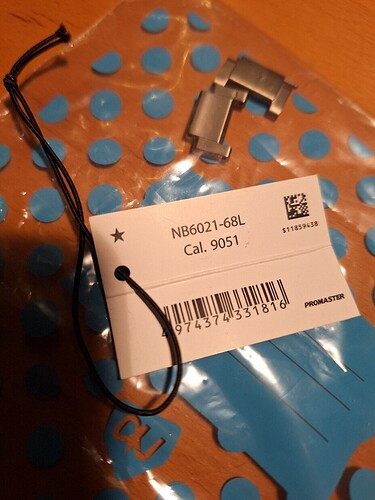 ★ NB6021-68L
Cal. 9051
S11859438
4974374331816
PROMASTER